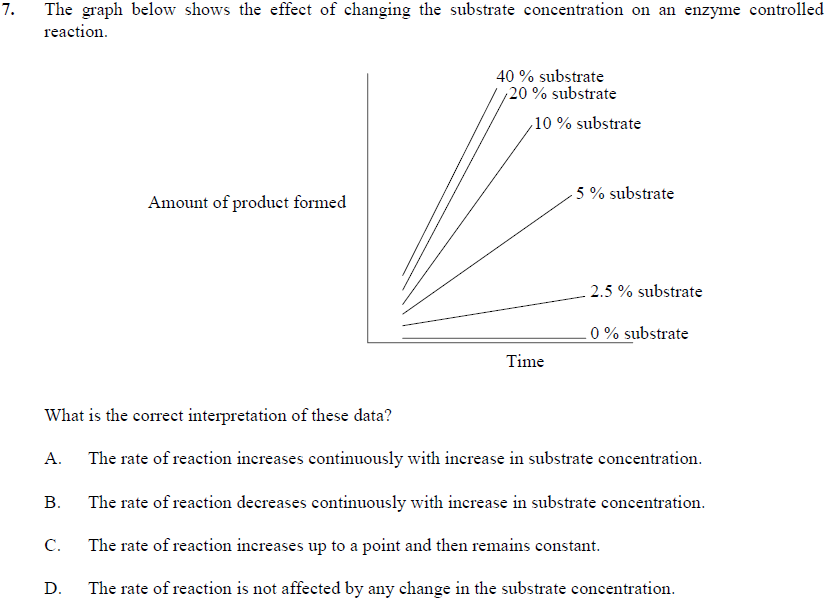 7. The graph below shows the effect of changing the substrate concentration on an enzyme controlled
reaction.
40 % substrate
20 % substrate
10 % substrate
Amount of product formed
5 % substrate
2.5 % substrate
0 % substrate
Time
What is the correct interpretation of these data?
A. The rate of reaction increases continuously with increase in substrate concentration.
B. The rate of reaction decreases continuously with increase in substrate concentration.
C. The rate of reaction increases up to a point and then remains constant.
D. The rate of reaction is not affected by any change in the substrate concentration.